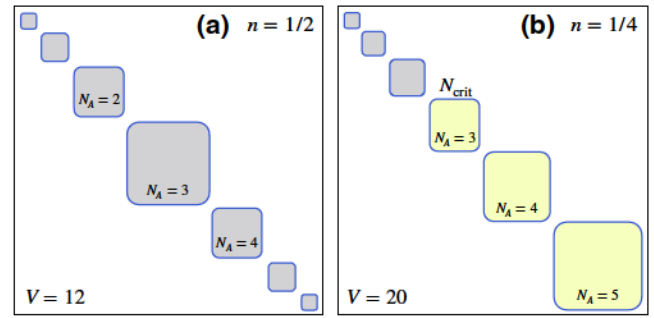 (a) n = 1/2
N_A = 2
N_A = 3
N_A = 4
V = 12
(b) n = 1/4
N_crit
N_A = 3
N_A = 4
N_A = 5
V = 20